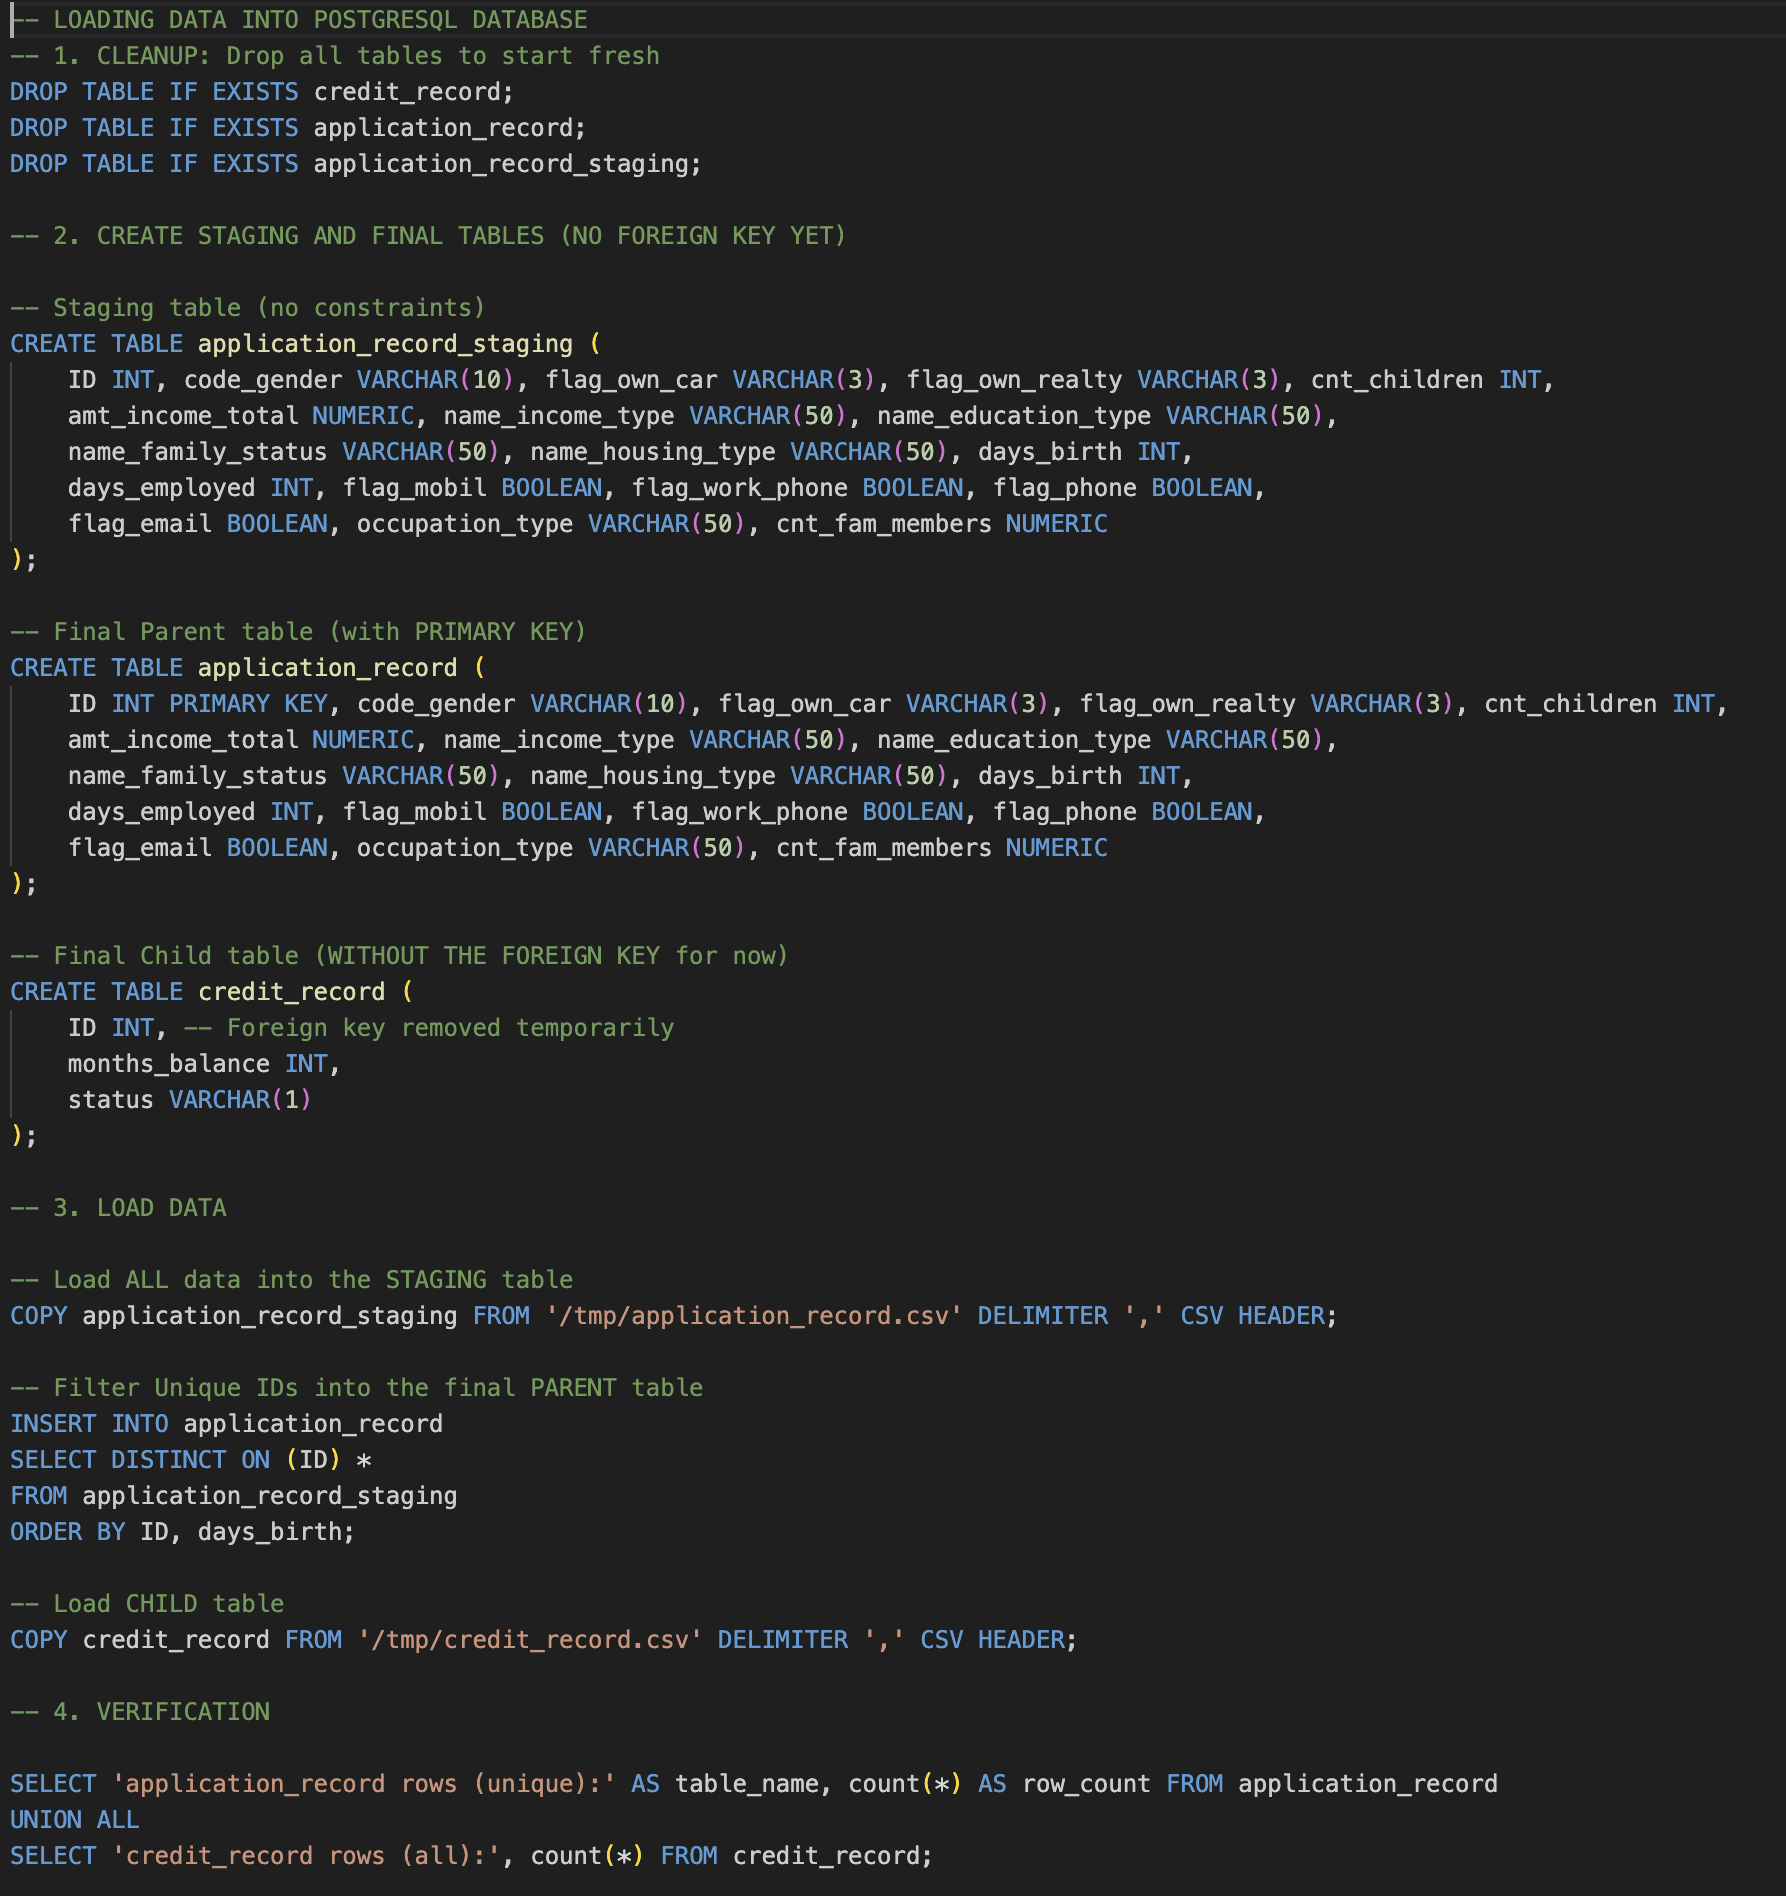 -- LOADING DATA INTO POSTGRESQL DATABASE
-- 1. CLEANUP: Drop all tables to start fresh
DROP TABLE IF EXISTS credit_record;
DROP TABLE IF EXISTS application_record;
DROP TABLE IF EXISTS application_record_staging;

-- 2. CREATE STAGING AND FINAL TABLES (NO FOREIGN KEY YET)

-- Staging table (no constraints)
CREATE TABLE application_record_staging (
    ID INT, code_gender VARCHAR(10), flag_own_car VARCHAR(3), flag_own_realty VARCHAR(3), cnt_children INT,
    amt_income_total NUMERIC, name_income_type VARCHAR(50), name_education_type VARCHAR(50),
    name_family_status VARCHAR(50), name_housing_type VARCHAR(50), days_birth INT,
    days_employed INT, flag_mobil BOOLEAN, flag_work_phone BOOLEAN, flag_phone BOOLEAN,
    flag_email BOOLEAN, occupation_type VARCHAR(50), cnt_fam_members NUMERIC
);

-- Final Parent table (with PRIMARY KEY)
CREATE TABLE application_record (
    ID INT PRIMARY KEY, code_gender VARCHAR(10), flag_own_car VARCHAR(3), flag_own_realty VARCHAR(3), cnt_children INT,
    amt_income_total NUMERIC, name_income_type VARCHAR(50), name_education_type VARCHAR(50),
    name_family_status VARCHAR(50), name_housing_type VARCHAR(50), days_birth INT,
    days_employed INT, flag_mobil BOOLEAN, flag_work_phone BOOLEAN, flag_phone BOOLEAN,
    flag_email BOOLEAN, occupation_type VARCHAR(50), cnt_fam_members NUMERIC
);

-- Final Child table (WITHOUT THE FOREIGN KEY for now)
CREATE TABLE credit_record (
    ID INT, -- Foreign key removed temporarily
    months_balance INT,
    status VARCHAR(1)
);

-- 3. LOAD DATA

-- Load ALL data into the STAGING table
COPY application_record_staging FROM '/tmp/application_record.csv' DELIMITER ',' CSV HEADER;

-- Filter Unique IDs into the final PARENT table
INSERT INTO application_record
SELECT DISTINCT ON (ID) *
FROM application_record_staging
ORDER BY ID, days_birth;

-- Load CHILD table
COPY credit_record FROM '/tmp/credit_record.csv' DELIMITER ',' CSV HEADER;

-- 4. VERIFICATION

SELECT 'application_record rows (unique):' AS table_name, count(*) AS row_count FROM application_record
UNION ALL
SELECT 'credit_record rows (all):', count(*) FROM credit_record;